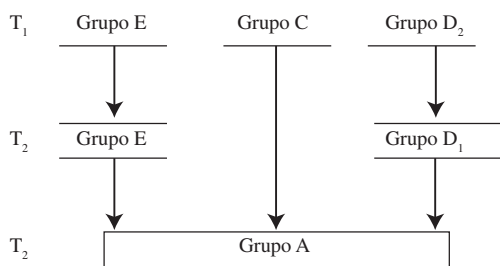 T₁ Grupo E Grupo C Grupo D₂
T₂ Grupo E Grupo D₁
T₂ Grupo A